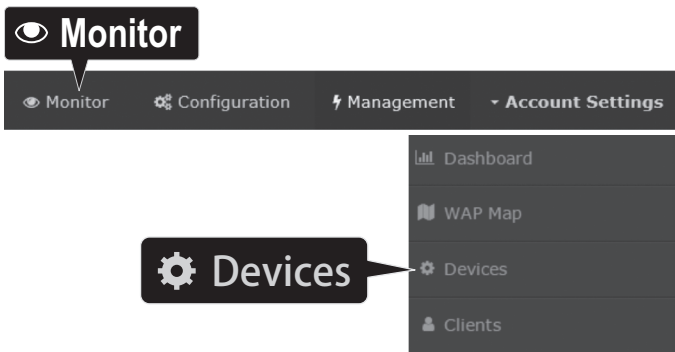 Monitor
Monitor Configuration Management Account Settings
Dashboard
WAP Map
Devices
Devices
Clients